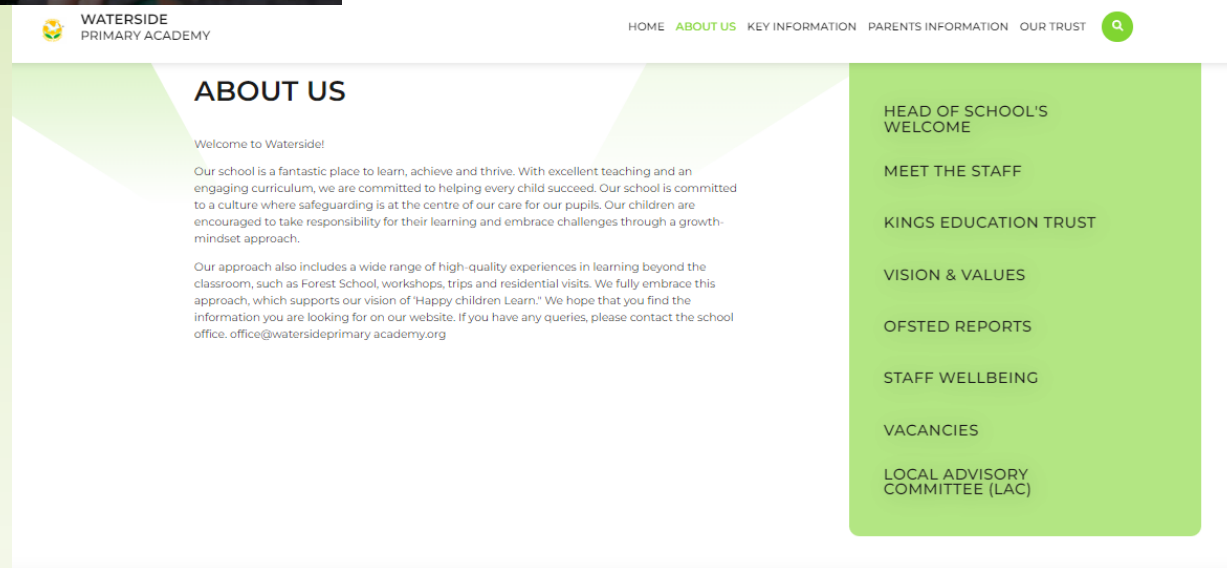 WATERSIDE
PRIMARY ACADEMY
HOME ABOUT US KEY INFORMATION PARENTS INFORMATION OUR TRUST
ABOUT US
Welcome to Waterside!
Our school is a fantastic place to learn, achieve and thrive. With excellent teaching and an
engaging curriculum, we are committed to helping every child succeed. Our school is committed
to a culture where safeguarding is at the centre of our care for our pupils. Our children are
encouraged to take responsibility for their learning and embrace challenges through a growth-
mindset approach.
Our approach also includes a wide range of high-quality experiences in learning beyond the
classroom, such as Forest School, workshops, trips and residential visits. We fully embrace this
approach, which supports our vision of 'Happy children Learn." We hope that you find the
information you are looking for on our website. If you have any queries, please contact the school
office. office@watersideprimary academy.org
HEAD OF SCHOOL'S
WELCOME
MEET THE STAFF
KINGS EDUCATION TRUST
VISION & VALUES
OFSTED REPORTS
STAFF WELLBEING
VACANCIES
LOCAL ADVISORY
COMMITTEE (LAC)